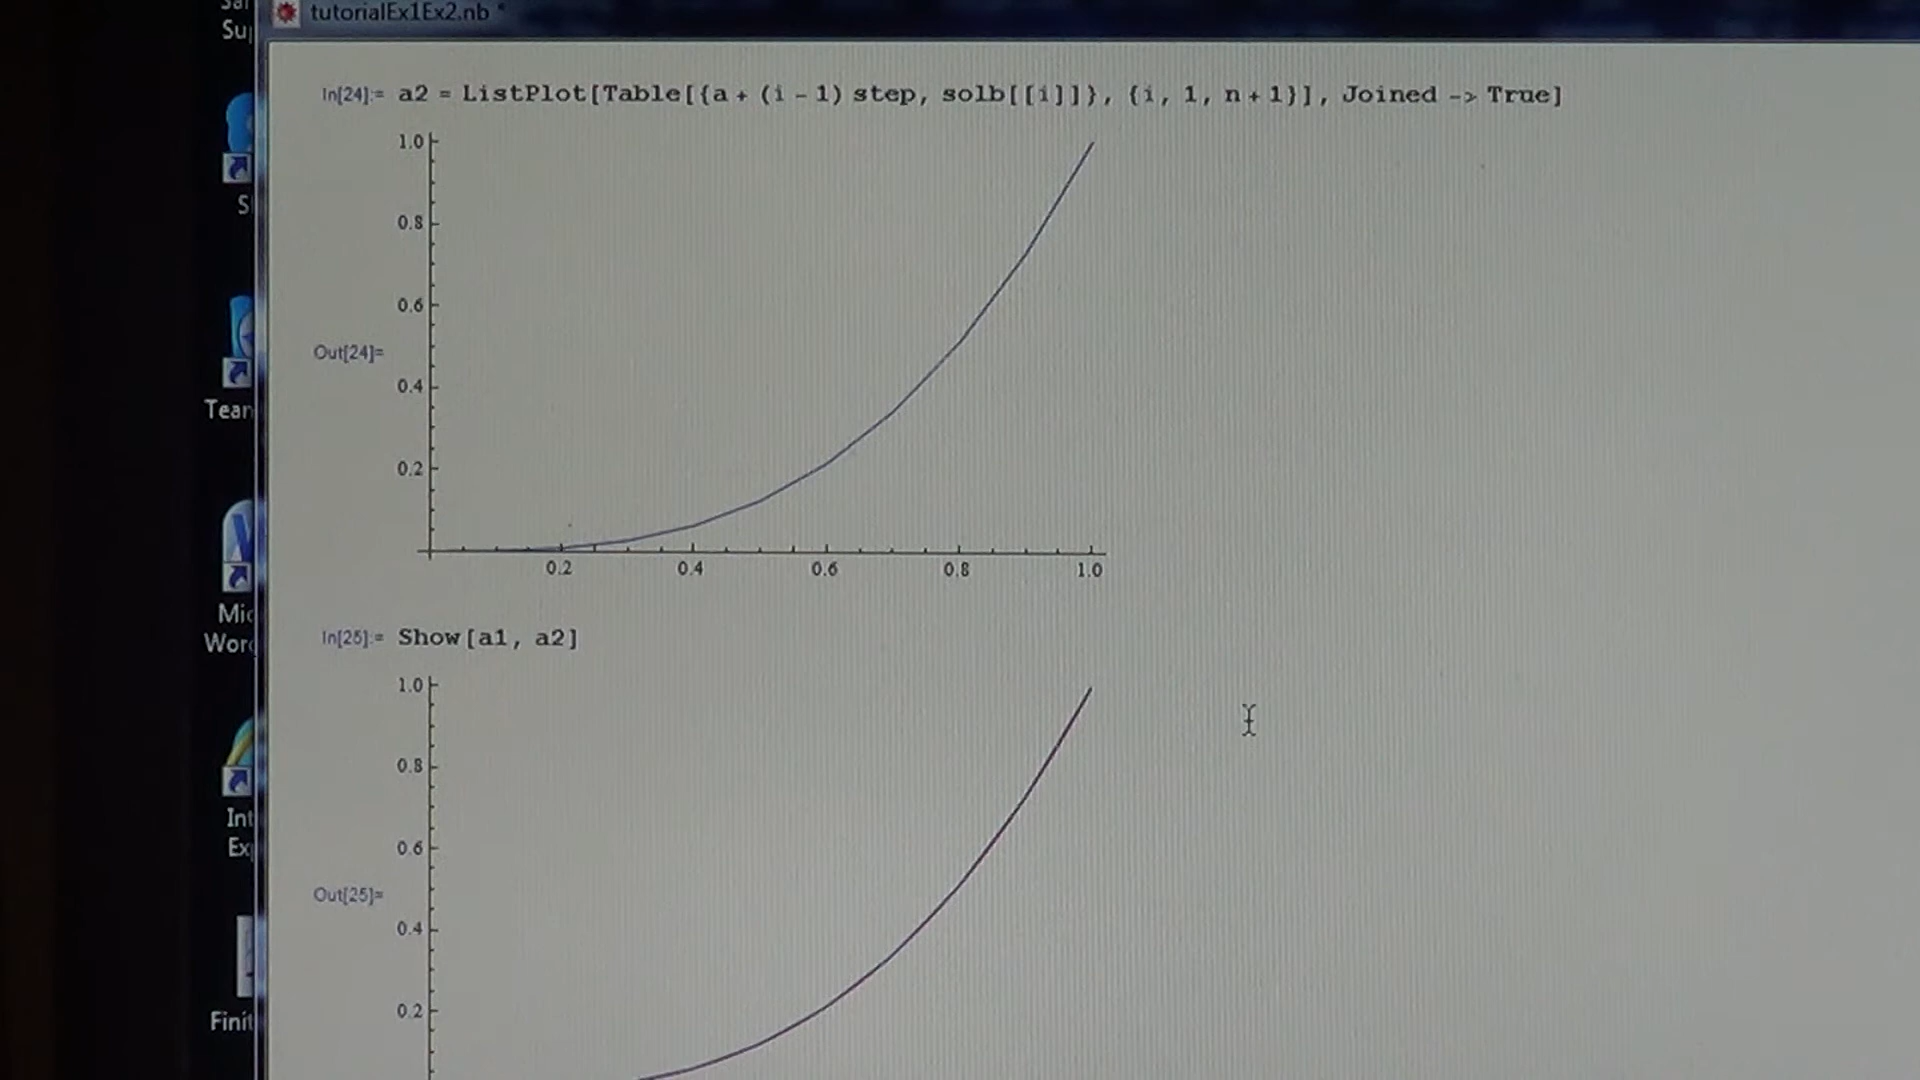 tutorialEx1Ex2.nb *
Su
In[24]:= a2 = ListPlot[Table[{a + (i - 1) step, solb[[i]]}, {i, 1, n + 1}], Joined -> True]
1.0
0.8
S
0.6
Out[24]=
0.4
Tear
0.2
0.2 0.4 0.6 0.8 1.0
Mic
Wor
In[25]:= Show[a1, a2]
1.0
0.8
Int
Ex
0.6
Out[25]=
0.4
0.2
Finit